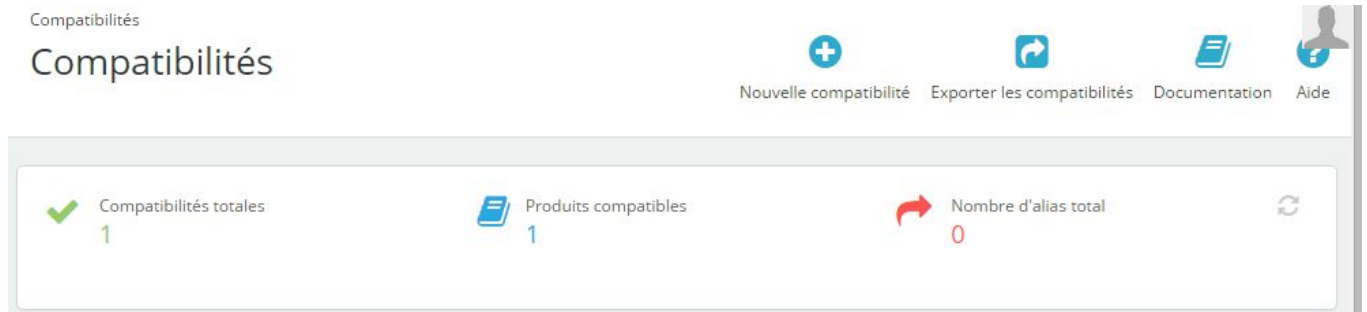 Compatibilités
Compatibilités
Nouvelle compatibilité Exporter les compatibilités Documentation Aide
Compatibilités totales Produits compatibles Nombre d'alias total
1 1 0